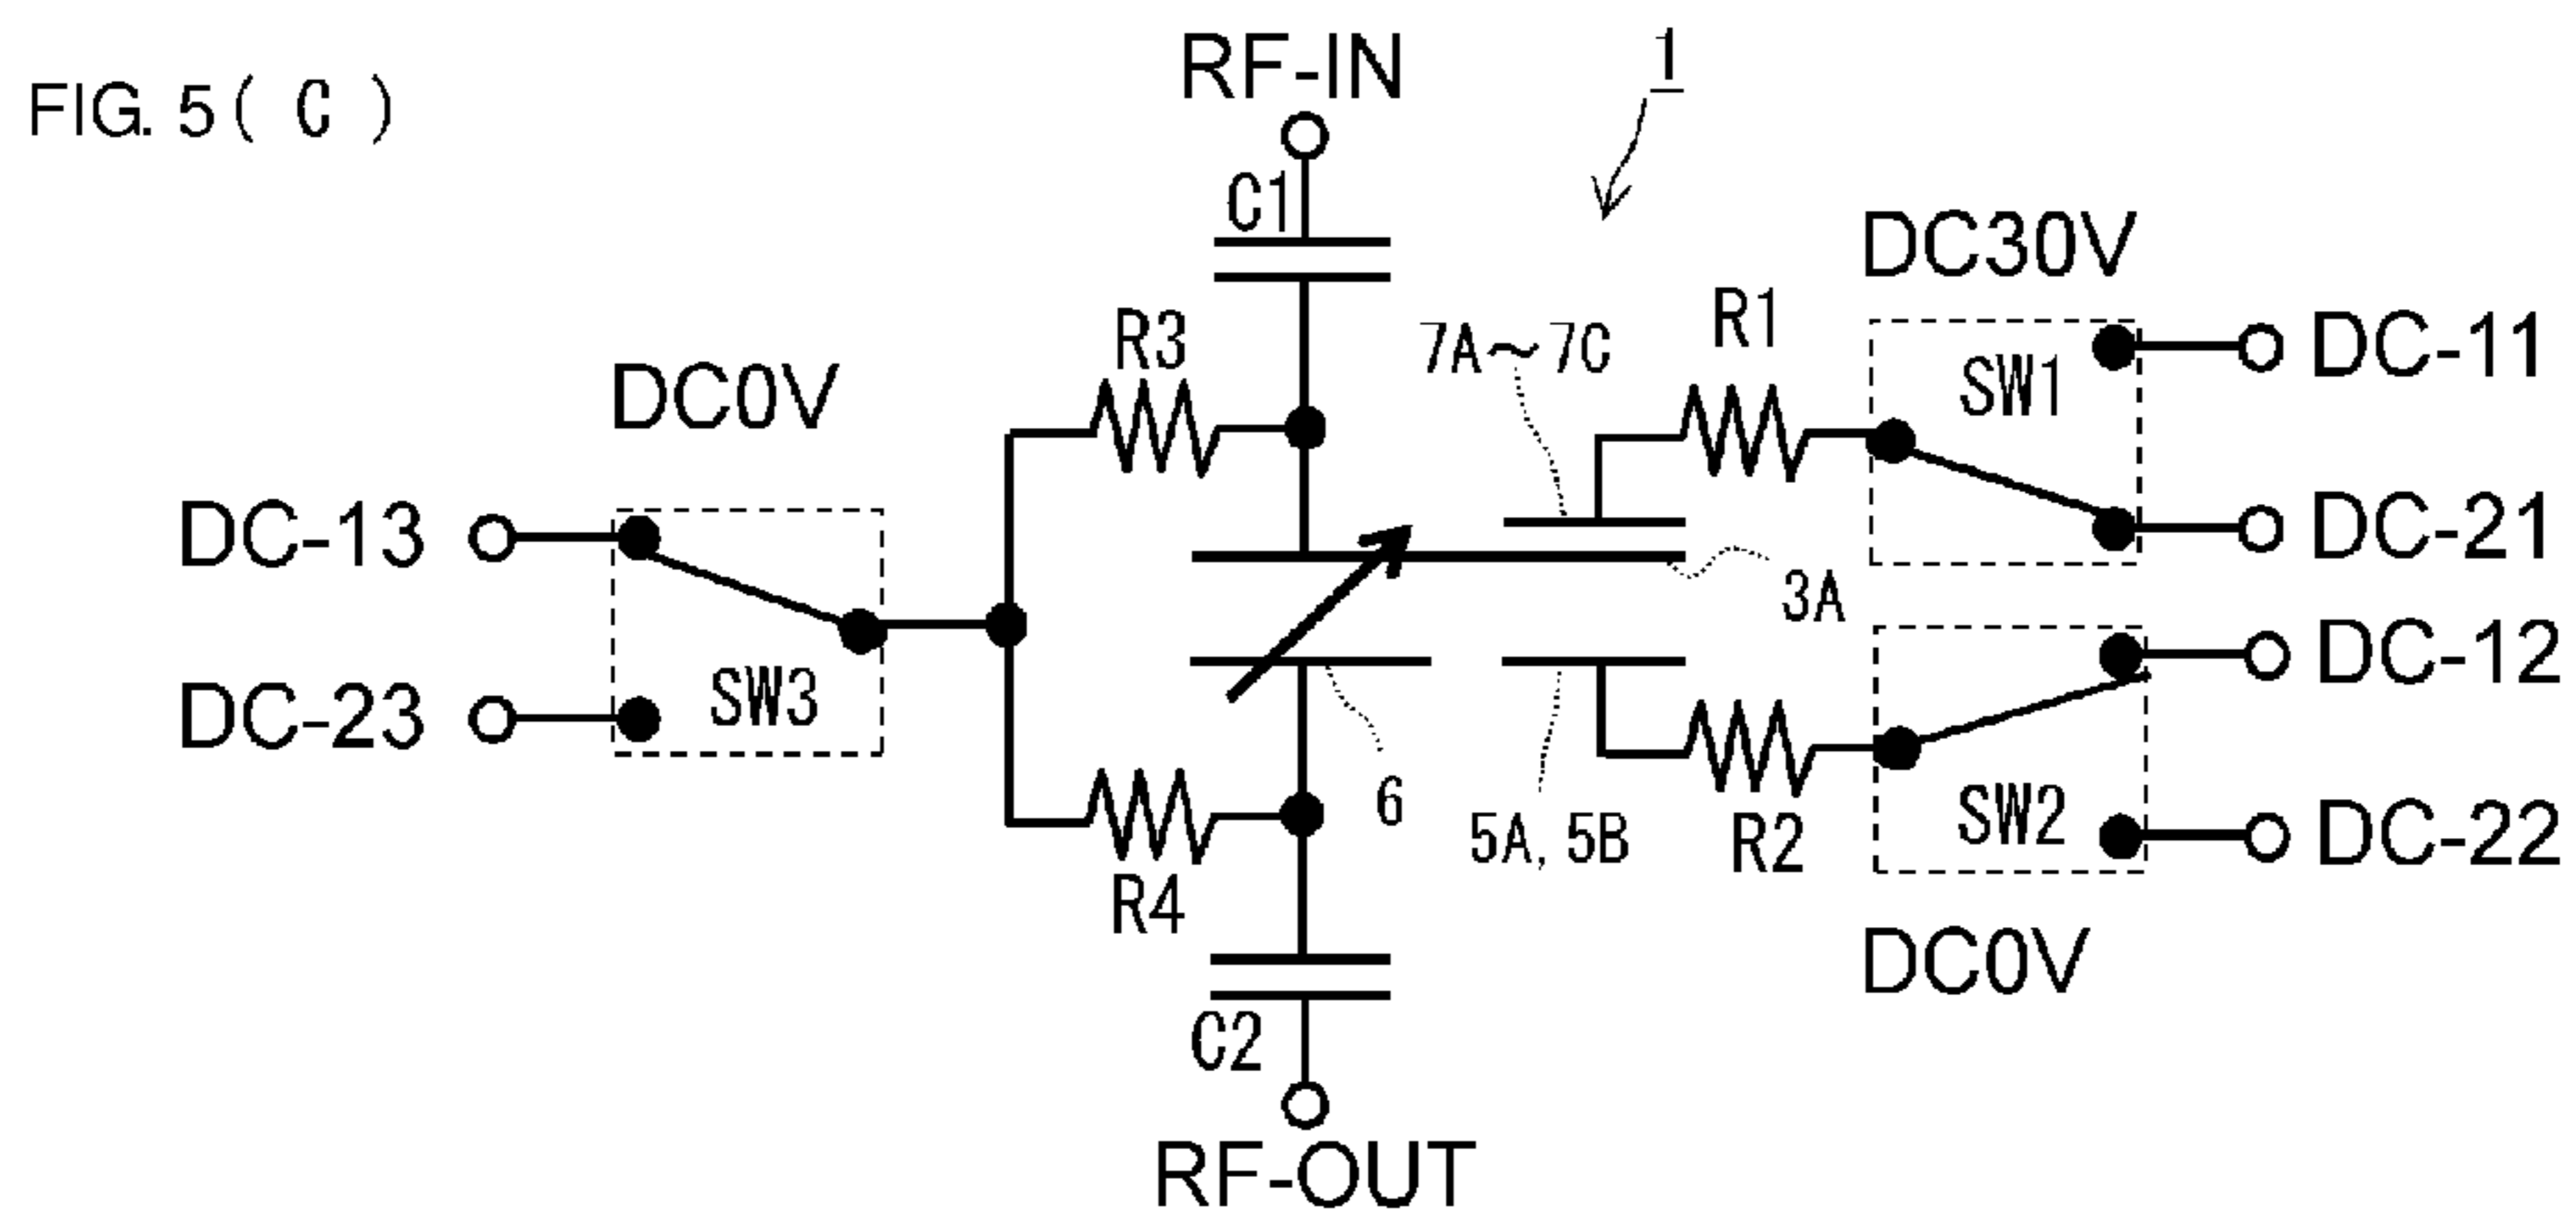 RF-IN
1
FIG. 5 ( C )
C1
DC30V
R3
7A~7C
R1
DC-11
DC0V
SW1
DC-13
DC-21
3A
DC-12
DC-23
SW3
6
5A, 5B
R2
SW2
DC-22
R4
DC0V
C2
RF-OUT